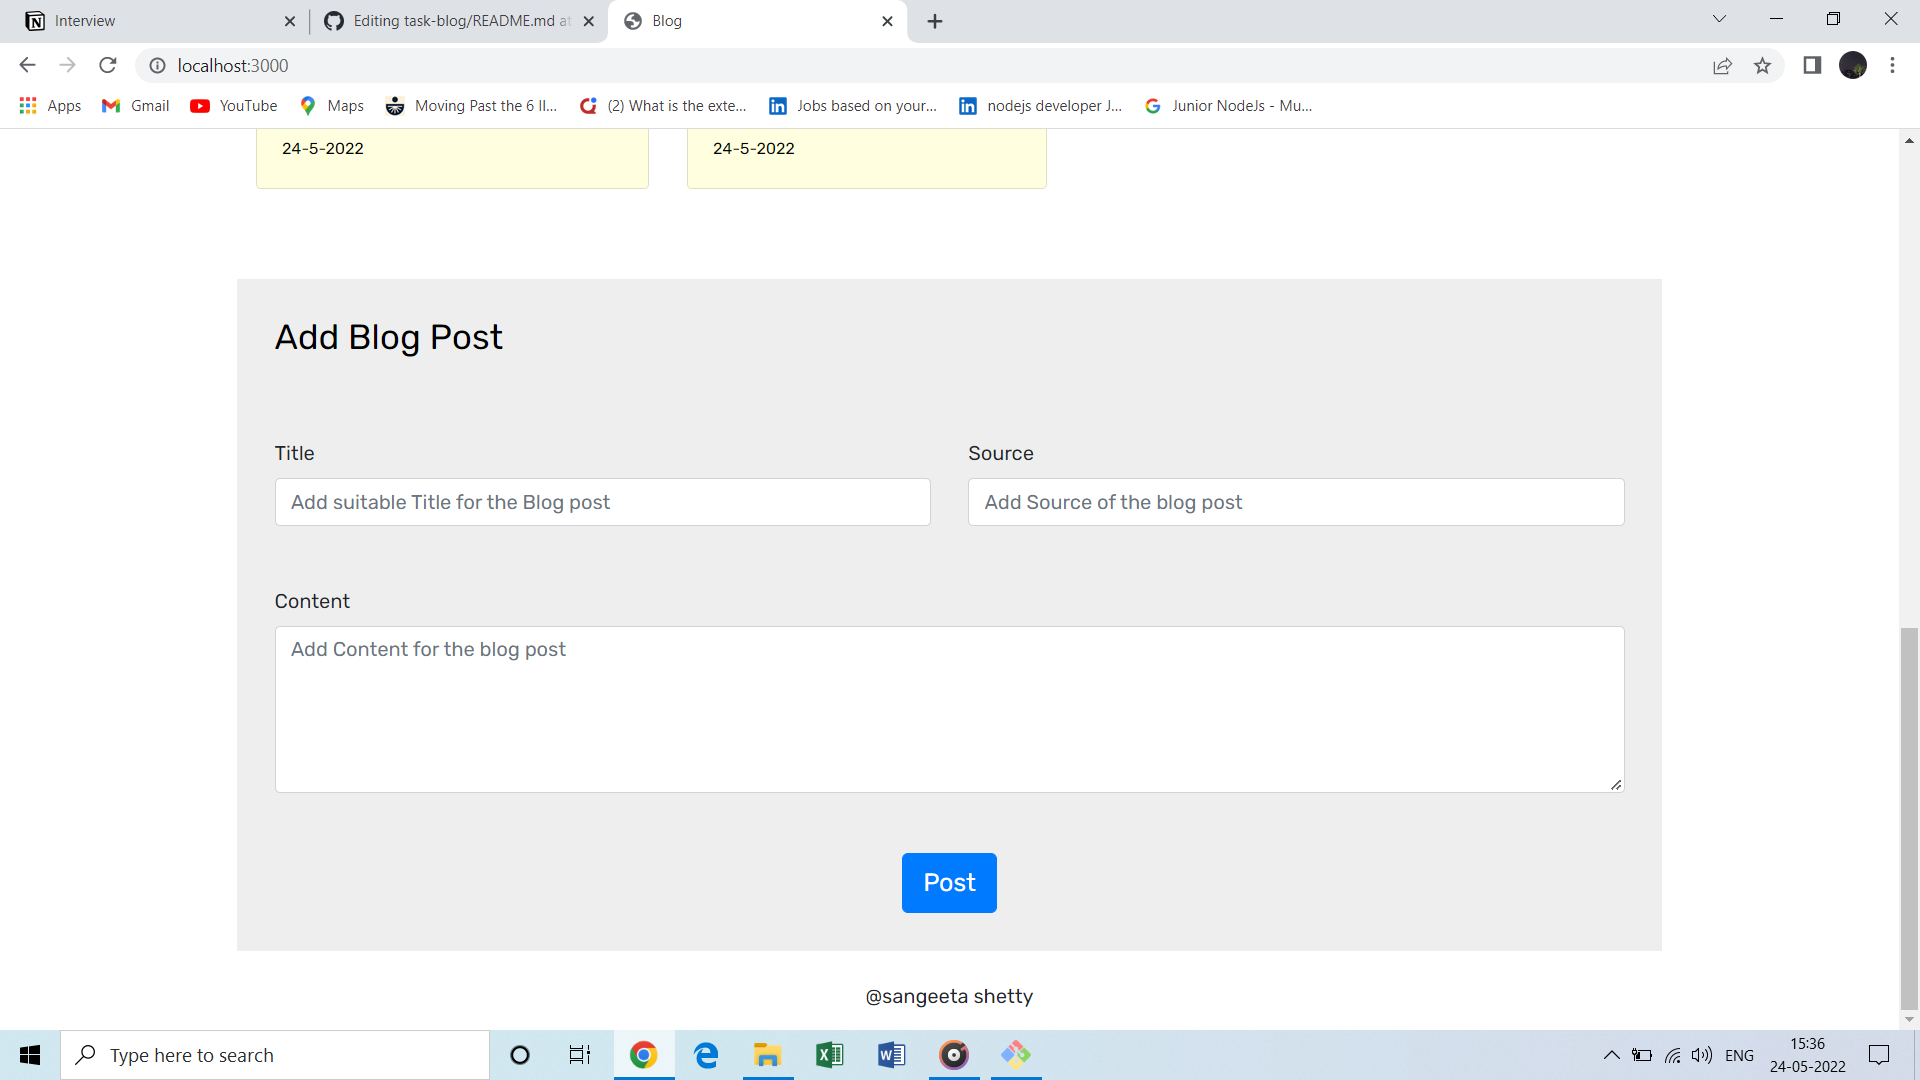 Interview
Editing task-blog/README.md at
Blog
localhost:3000
Apps
Gmail
YouTube
Maps
Moving Past the 6 Il...
(2) What is the exte...
Jobs based on your...
nodejs developer J...
Junior NodeJs - Mu...
24-5-2022
24-5-2022
Add Blog Post
Title
Source
Add suitable Title for the Blog post
Add Source of the blog post
Content
Add Content for the blog post
Post
@sangeeta shetty
Type here to search
ENG
15:36
24-05-2022